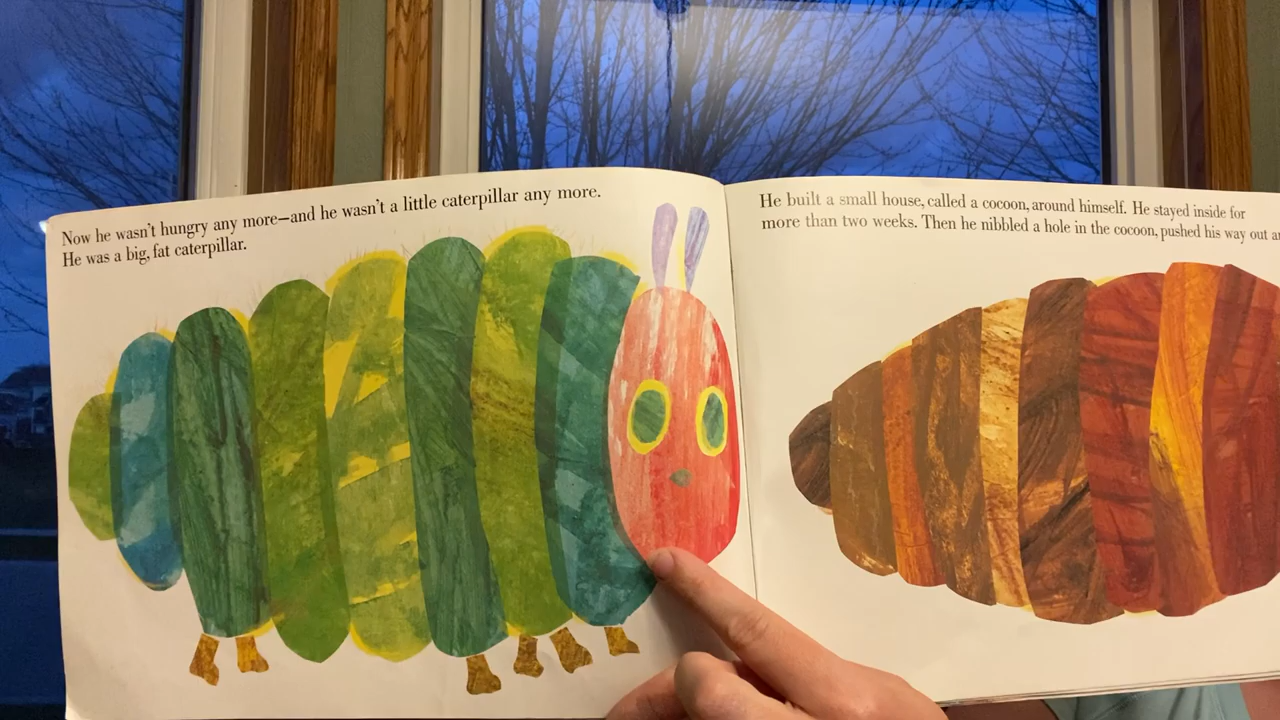 Now he wasn't hungry any more—and he wasn't a little caterpillar any more.
He was a big, fat caterpillar.
He built a small house, called a cocoon, around himself. He stayed inside for
more than two weeks. Then he nibbled a hole in the cocoon, pushed his way out